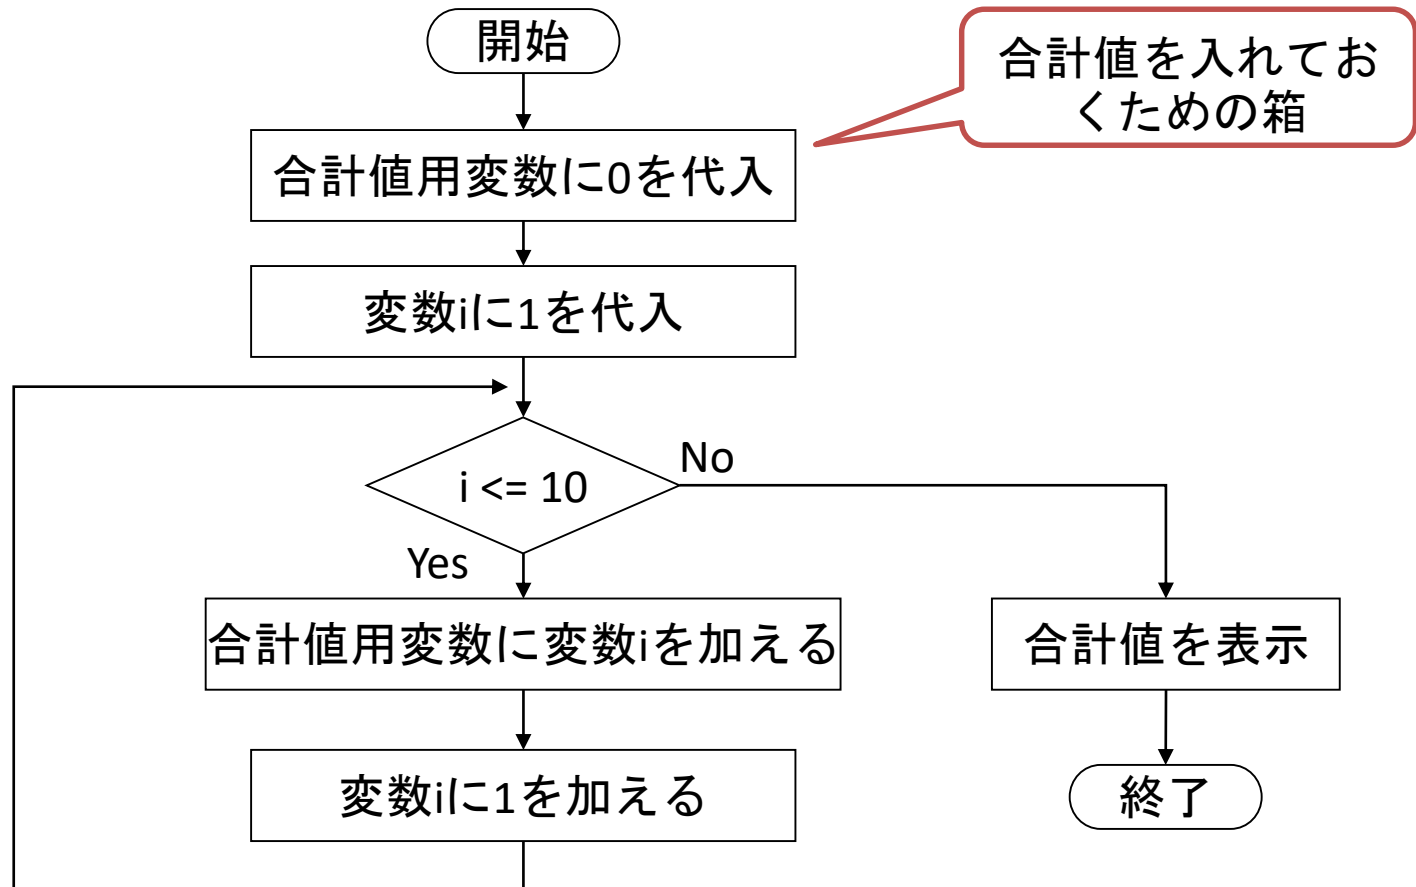 開始
合計値を入れてお
くための箱
合計値用変数に0を代入
変数iに1を代入
i <= 10
No
Yes
合計値用変数に変数iを加える
合計値を表示
変数iに1を加える
終了